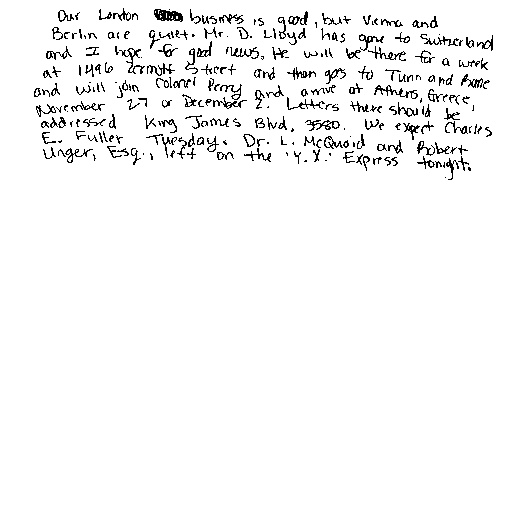 Our London business is good, but Vienna and
Berlin are quiet. Mr. D. Lloyd has gone to Switzerland
and I hope for good news. He will be there for a week
at 1496 Zermott Street and then goes to Turin and Rome
and will join Colonel Perry and arrive at Athens, Greece,
November 27 or December 2. Letters there should be
addressed King James Blvd, 3580. We expect Charles
E. Fuller Tuesday. Dr. L. McQuaid and Robert
Unger, Esq., left on the 'Y.X.' Express tonight.